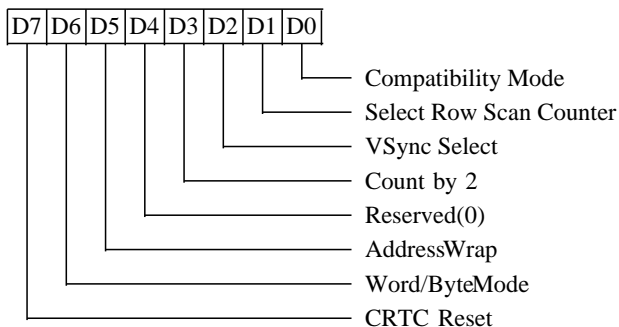 D7 D6 D5 D4 D3 D2 D1 D0
Compatibility Mode
Select Row Scan Counter
VSync Select
Count by 2
Reserved(0)
AddressWrap
Word/ByteMode
CRTC Reset